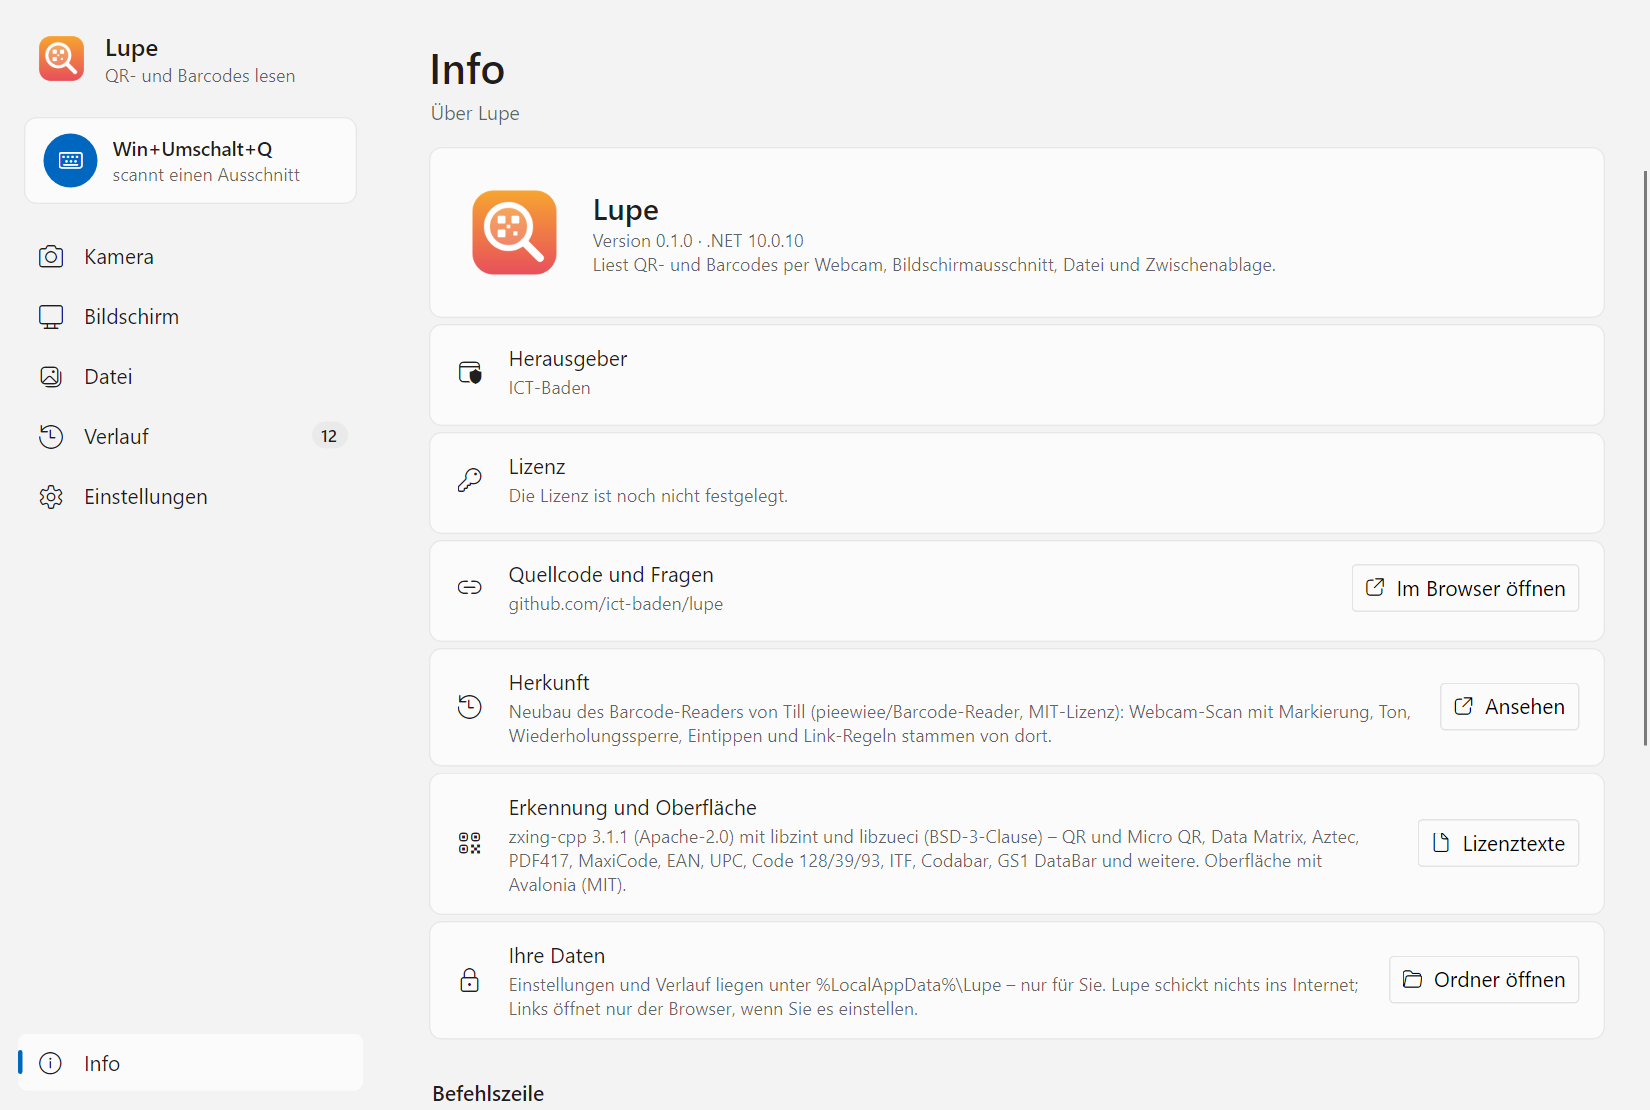 Lupe
QR- und Barcodes lesen
Win+Umschalt+Q
scannt einen Ausschnitt
Kamera
Bildschirm
Datei
Verlauf
12
Einstellungen
Info
Info
Über Lupe
Lupe
Version 0.1.0 · .NET 10.0.10
Liest QR- und Barcodes per Webcam, Bildschirmausschnitt, Datei und Zwischenablage.
Herausgeber
ICT-Baden
Lizenz
Die Lizenz ist noch nicht festgelegt.
Quellcode und Fragen
github.com/ict-baden/lupe
Im Browser öffnen
Herkunft
Neubau des Barcode-Readers von Till (pieewiee/Barcode-Reader, MIT-Lizenz): Webcam-Scan mit Markierung, Ton,
Wiederholungssperre, Eintippen und Link-Regeln stammen von dort.
Ansehen
Erkennung und Oberfläche
zxing-cpp 3.1.1 (Apache-2.0) mit libzint und libzueci (BSD-3-Clause) – QR und Micro QR, Data Matrix, Aztec,
PDF417, MaxiCode, EAN, UPC, Code 128/39/93, ITF, Codabar, GS1 DataBar und weitere. Oberfläche mit
Avalonia (MIT).
Lizenztexte
Ihre Daten
Einstellungen und Verlauf liegen unter %LocalAppData%\Lupe – nur für Sie. Lupe schickt nichts ins Internet;
Links öffnet nur der Browser, wenn Sie es einstellen.
Ordner öffnen
Befehlszeile